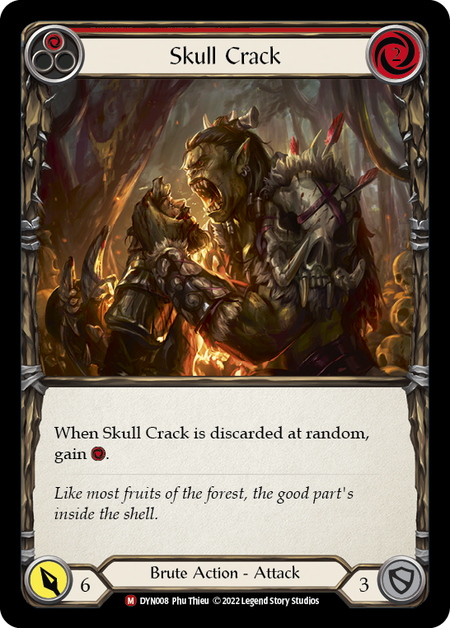 Skull Crack
2
When Skull Crack is discarded at random,
gain .
Like most fruits of the forest, the good part's
inside the shell.
6
Brute Action - Attack
3
M DYN008 Phu Thieu © 2022 Legend Story Studios